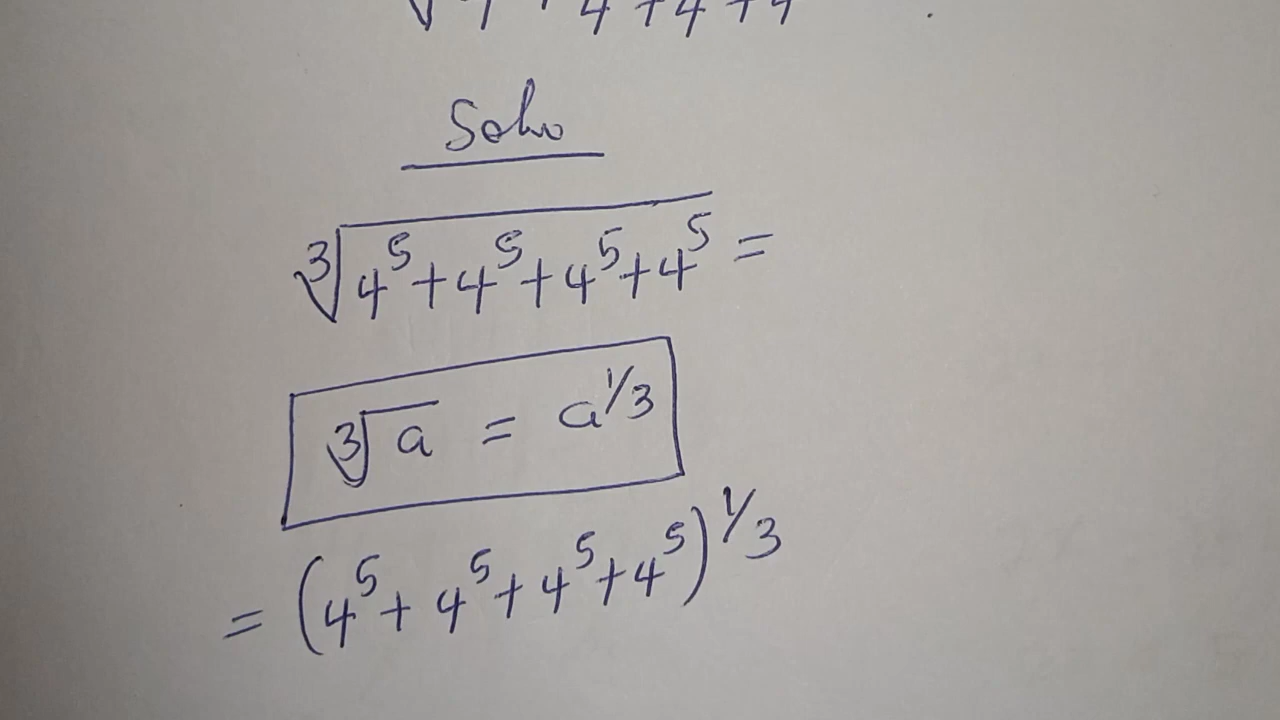 Soln
∛(4⁵+4⁵+4⁵+4⁵) =
∛a = a^1/3
= (4⁵+4⁵+4⁵+4⁵)^1/3